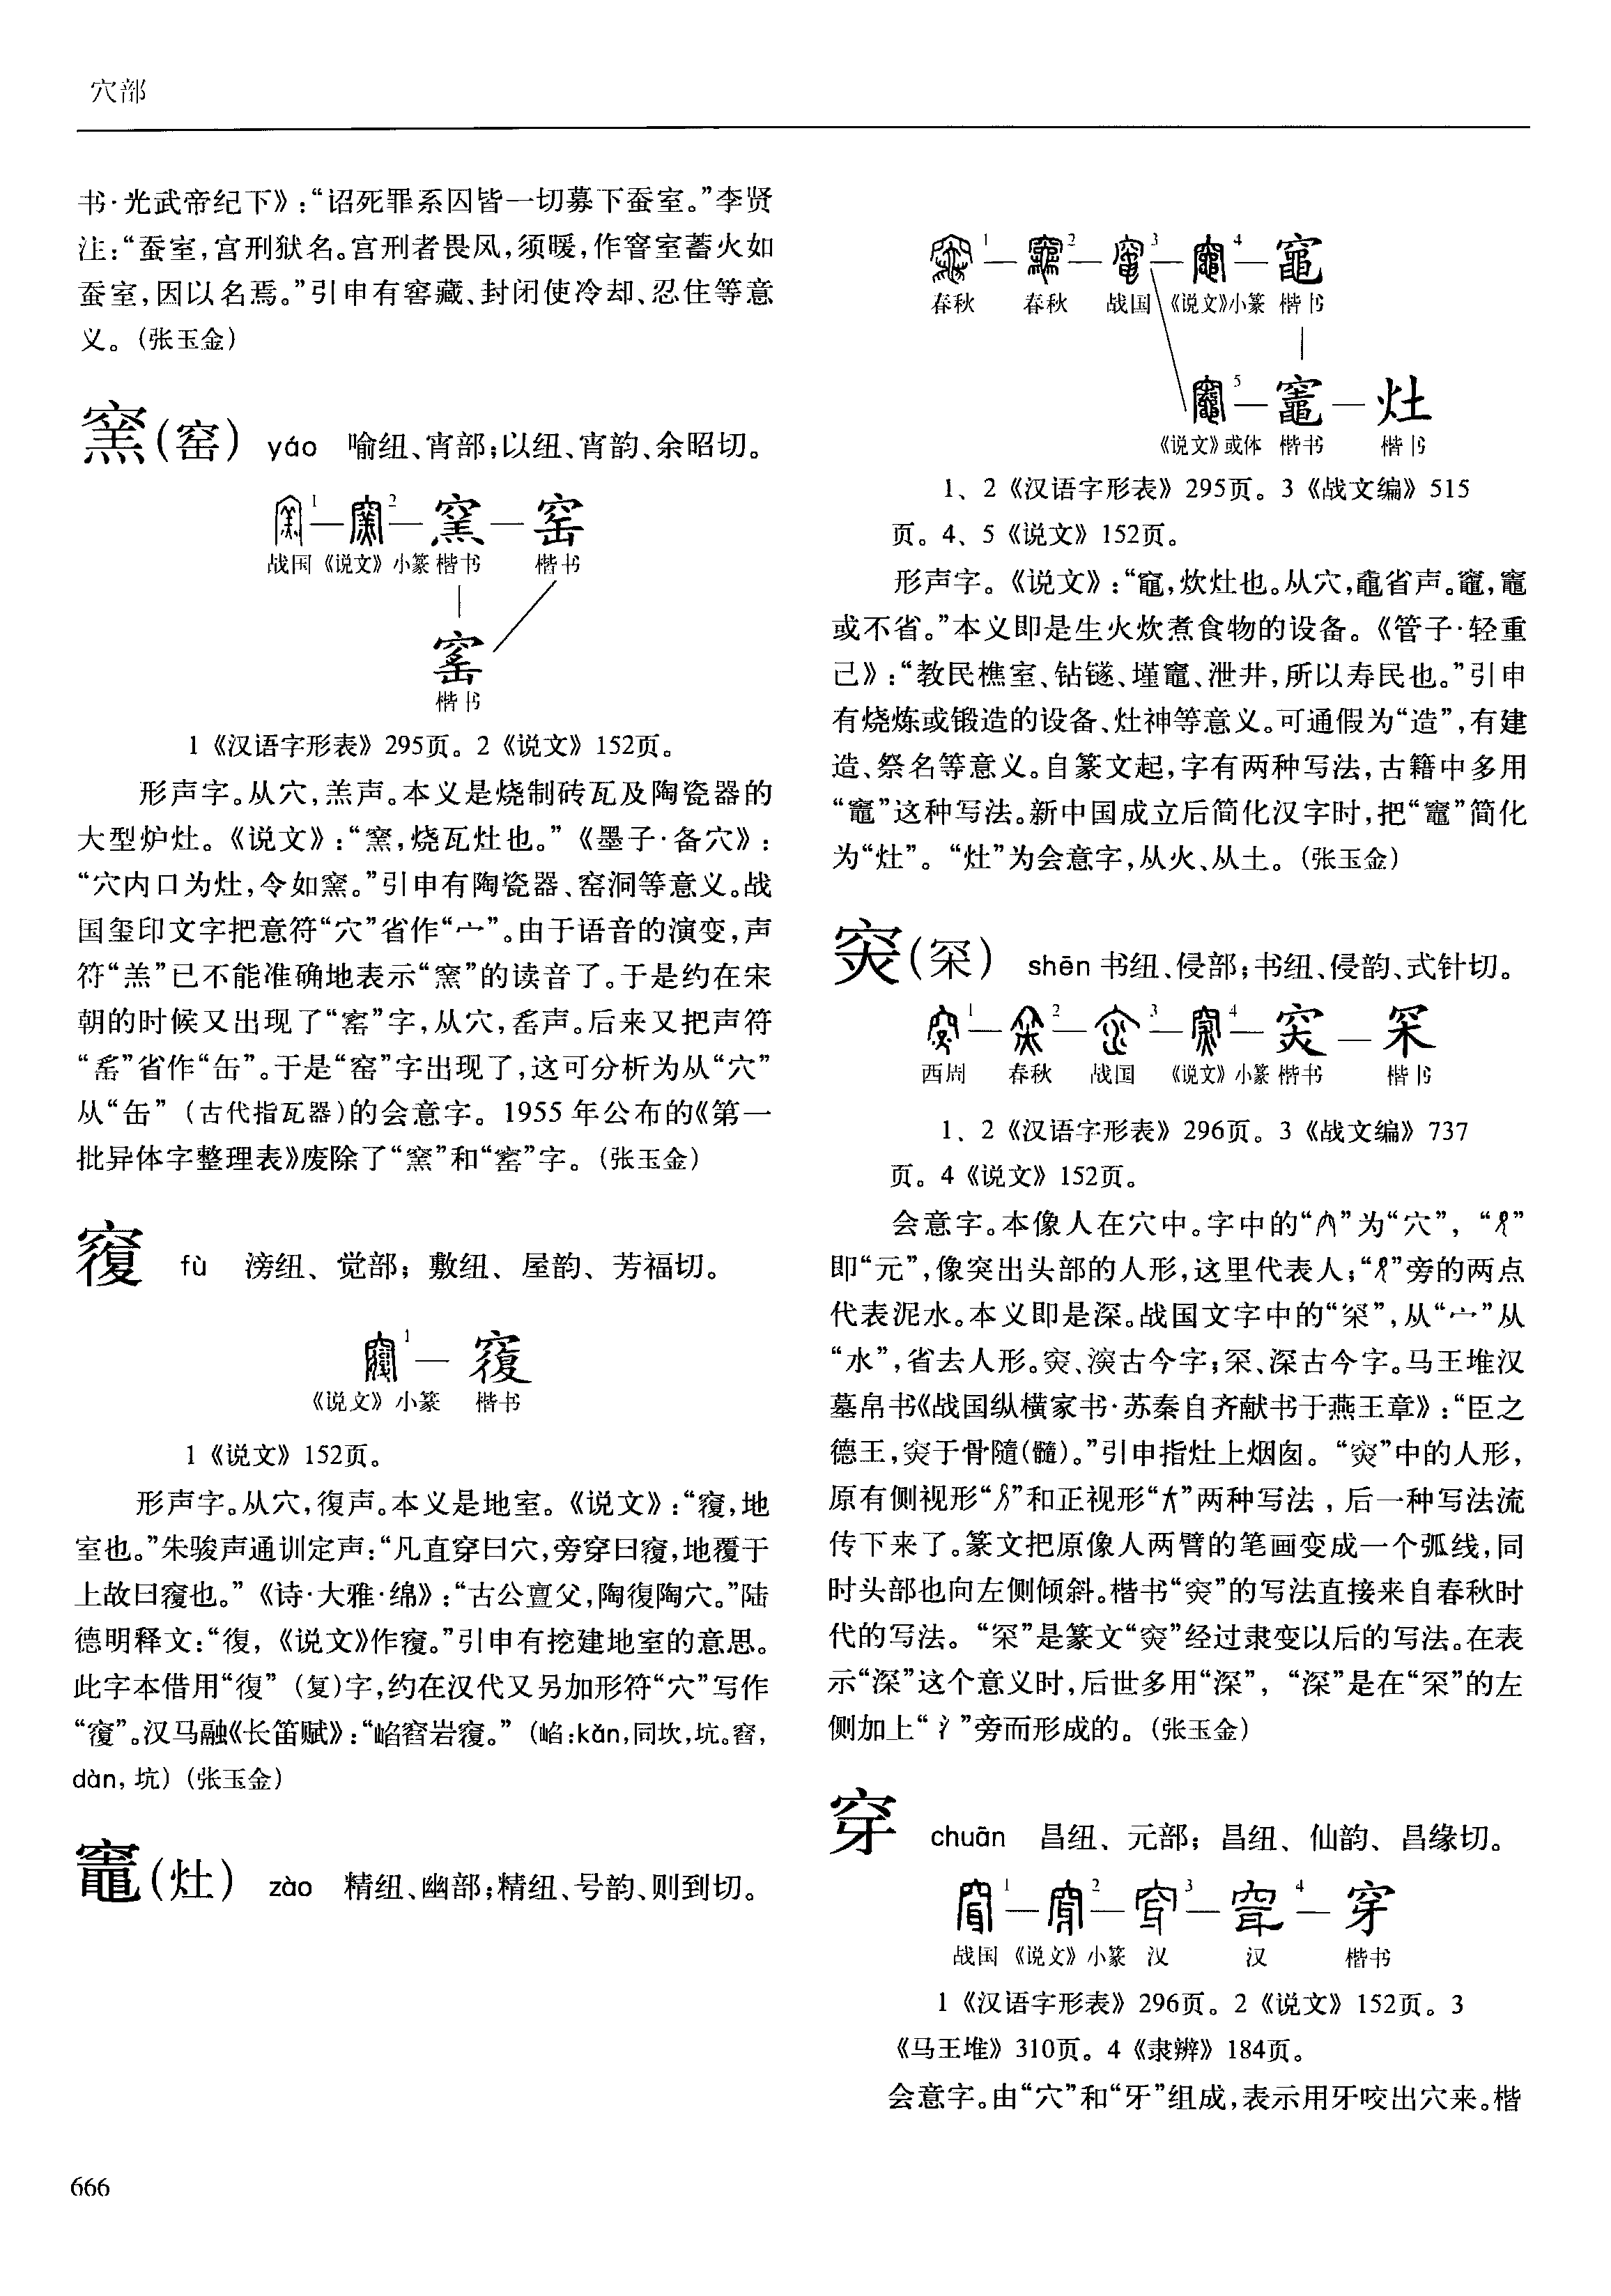 穴部
书·光武帝纪下》:“诏死罪系囚皆一切募下蚕室。”李贤
注:“蚕室,宫刑狱名。宫刑者畏风,须暖,作窨室蓄火如
蚕室,因以名焉。”引申有窖藏、封闭使冷却、忍住等意
义。(张玉金)
窯(窑) yáo 喻纽、宵部;以纽、宵韵、余昭切。
1 — 2 — 窯 — 窑
战国 《说文》小篆 楷书 楷书
窰
楷书
1《汉语字形表》295页。2《说文》152页。
形声字。从穴,羔声。本义是烧制砖瓦及陶瓷器的
大型炉灶。《说文》:“窯,烧瓦灶也。”《墨子·备穴》:
“穴内口为灶,令如窯。”引申有陶瓷器、窑洞等意义。战
国玺印文字把意符“穴”省作“宀”。由于语音的演变,声
符“羔”已不能准确地表示“窯”的读音了。于是约在宋
朝的时候又出现了“窰”字,从穴,䍃声。后来又把声符
“䍃”省作“缶”。于是“窑”字出现了,这可分析为从“穴”
从“缶”(古代指瓦器)的会意字。1955年公布的《第一
批异体字整理表》废除了“窯”和“窰”字。(张玉金)
覆 fù 滂纽、觉部;敷纽、屋韵、芳福切。
1 — 𥨍
《说文》小篆 楷书
1《说文》152页。
形声字。从穴,復声。本义是地室。《说文》:“𥨍,地
室也。”朱骏声通训定声:“凡直穿曰穴,旁穿曰𥨍,地覆于
上故曰𥨍也。”《诗·大雅·绵》:“古公亶父,陶復陶穴。”陆
德明释文:“復,《说文》作𥨍。”引申有挖建地室的意思。
此字本借用“復”(复)字,约在汉代又另加形符“穴”写作
“𥨍”。汉马融《长笛赋》:“㟅窞岩𥨍。”(㟅:kǎn,同坎,坑。窞,
dàn,坑)(张玉金)
竈(灶) zào 精纽、幽部;精纽、号韵、则到切。
1 — 2 — 3 — 4 — 竃
春秋 春秋 战国 《说文》小篆 楷书
5 — 竈 — 灶
《说文》或体 楷书 楷书
1、2《汉语字形表》295页。3《战文编》515
页。4、5《说文》152页。
形声字。《说文》:“竃,炊灶也。从穴,鼀省声。竈,竃
或不省。”本义即是生火炊煮食物的设备。《管子·轻重
己》:“教民樵室、钻鐩、墐竈、泄井,所以寿民也。”引申
有烧炼或锻造的设备、灶神等意义。可通假为“造”,有建
造、祭名等意义。自篆文起,字有两种写法,古籍中多用
“竈”这种写法。新中国成立后简化汉字时,把“竈”简化
为“灶”。“灶”为会意字,从火、从土。(张玉金)
穾(罙) shēn 书纽、侵部;书纽、侵韵、式针切。
1 — 2 — 3 — 4 — 穾 — 罙
西周 春秋 战国 《说文》小篆 楷书 楷书
1、2《汉语字形表》296页。3《战文编》737
页。4《说文》152页。
会意字。本像人在穴中。字中的“”为“穴”,“”
即“元”,像突出头部的人形,这里代表人;“”旁的两点
代表泥水。本义即是深。战国文字中的“罙”,从“宀”从
“水”,省去人形。穾、湥古今字;罙、深古今字。马王堆汉
墓帛书《战国纵横家书·苏秦自齐献书于燕王章》:“臣之
德王,穾于骨隨(髓)。”引申指灶上烟囱。“穾”中的人形,
原有侧视形“”和正视形“”两种写法,后一种写法流
传下来了。篆文把原像人两臂的笔画变成一个弧线,同
时头部也向左侧倾斜。楷书“穾”的写法直接来自春秋时
代的写法。“罙”是篆文“穾”经过隶变以后的写法。在表
示“深”这个意义时,后世多用“深”,“深”是在“罙”的左
侧加上“氵”旁而形成的。(张玉金)
穿 chuān 昌纽、元部;昌纽、仙韵、昌缘切。
1 — 2 — 3 — 4 — 穿
战国 《说文》小篆 汉 汉 楷书
1《汉语字形表》296页。2《说文》152页。3
《马王堆》310页。4《隶辨》184页。
会意字。由“穴”和“牙”组成,表示用牙咬出穴来。楷
666